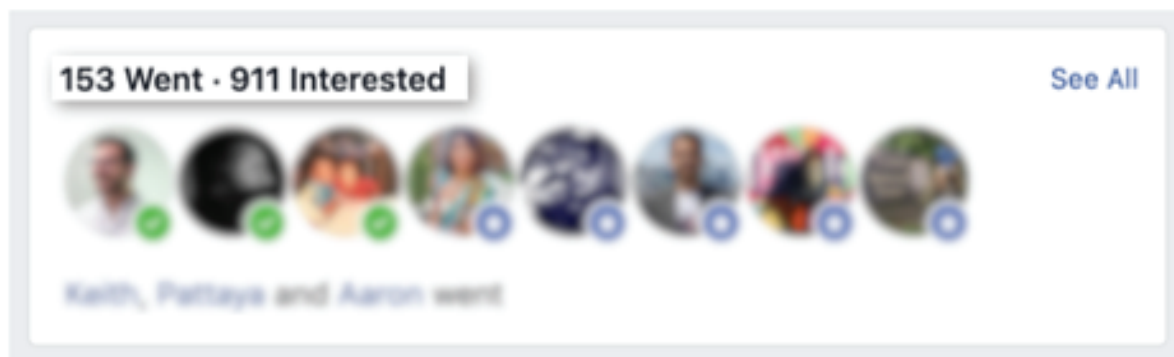 153 Went · 911 Interested
See All
Keith, Pattaya and Aaron went